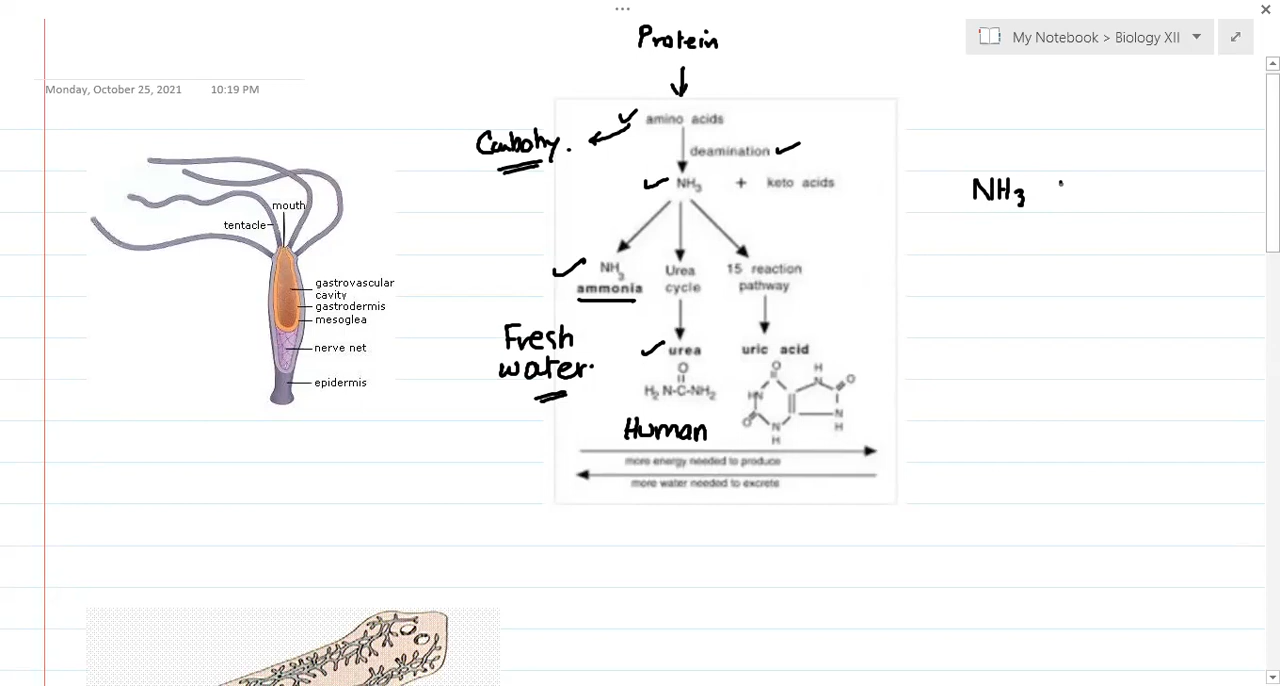 My Notebook > Biology XII
Monday, October 25, 2021 10:19 PM
mouth
tentacle
gastrovascular
cavity
gastrodermis
mesoglea
nerve net
epidermis
Protein
amino acids
Carbohy.
deamination
NH3 + keto acids
NH3
ammonia
Urea
cycle
15 reaction
pathway
Fresh
water.
urea
O
H2 N-C-NH2
Human
uric acid
O
H
N
O
HN
O
N
N
H
H
more energy needed to produce
more water needed to excrete
NH3